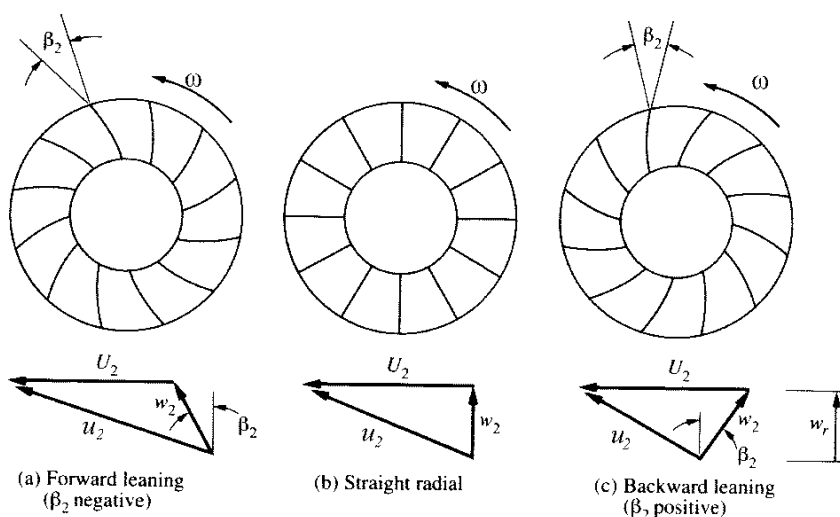 β₂
ω
ω
β₂
ω
U₂
w₂
u₂
β₂
(a) Forward leaning
(β₂ negative)
U₂
w₂
u₂
(b) Straight radial
U₂
w₂
u₂
β₂
wᵣ
(c) Backward leaning
(β₂ positive)